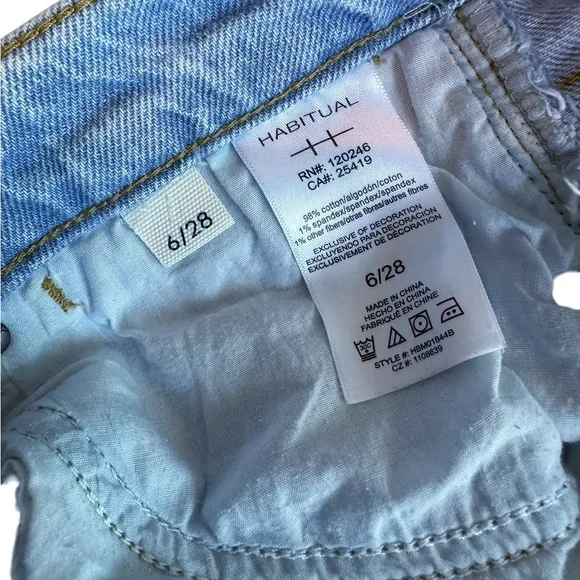 HABITUAL
RN#: 120246
CA#: 25419
98% cotton/algodón/coton
1% spandex/spandex/spandex
1% other fibers/otras fibras/autres fibres
EXCLUSIVE OF DECORATION
EXCLUYENDO PARA DECORACIÓN
EXCLUSIVEMENT DE DÉCORATION
6/28
MADE IN CHINA
HECHO EN CHINA
FABRIQUÉ EN CHINE
STYLE #: HBM01844B
CZ #: 1108639
6/28